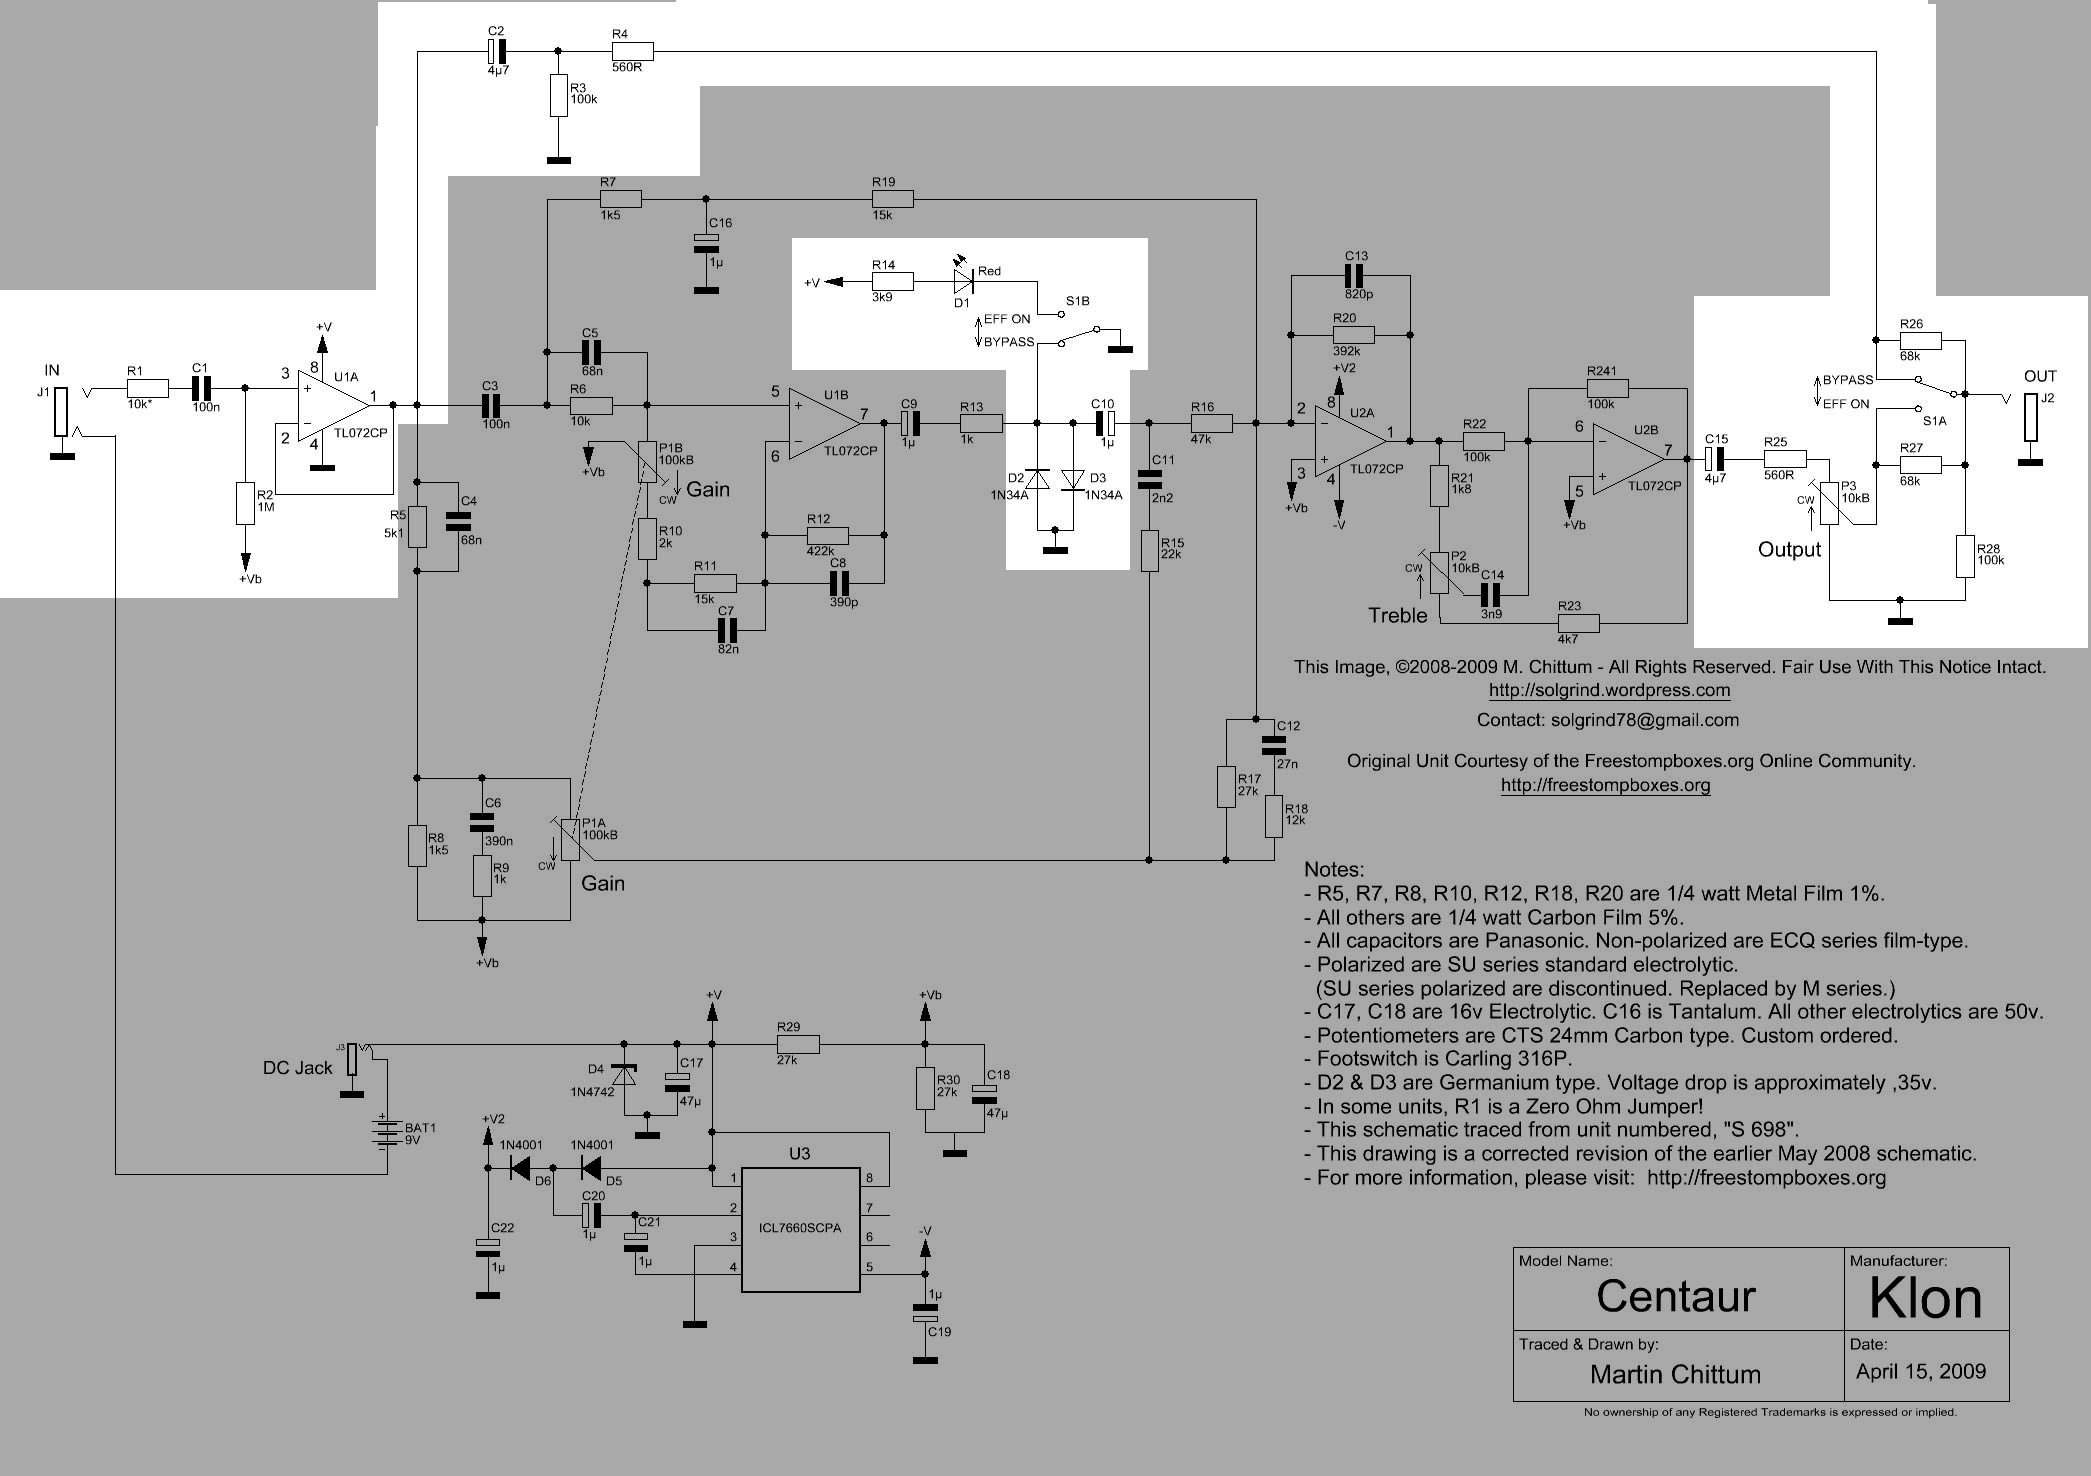 C2
4µ7
R4
560R
R3
100k
R7
1k5
R19
15k
C16
1µ
+V
R14
3k9
Red
D1
S1B
EFF ON
BYPASS
C13
820p
R20
392k
+V2
R26
68k
BYPASS
EFF ON
S1A
OUT
J2
R27
68k
R28
100k
IN
J1
R1
10k*
C1
100n
+V
3
8
U1A
+
1
−
2
4
TL072CP
R2
1M
+Vb
C3
100n
C5
68n
R6
10k
+Vb
P1B
100kB
CW
Gain
5
U1B
+
7
−
6
TL072CP
C9
1µ
R13
1k
D2
1N34A
D3
1N34A
C10
1µ
C11
2n2
R15
22k
R16
47k
2
8
U2A
−
1
+
3
4
TL072CP
+Vb
-V
R22
100k
R241
100k
R21
1k8
6
U2B
−
7
+
5
TL072CP
+Vb
C15
4µ7
R25
560R
P3
10kB
CW
Output
R5
5k1
C4
68n
R10
2k
R11
15k
C7
82n
R12
422k
C8
390p
P2
10kB
CW
C14
3n9
Treble
R23
4k7
This Image, ©2008-2009 M. Chittum - All Rights Reserved. Fair Use With This Notice Intact.
http://solgrind.wordpress.com
Contact: solgrind78@gmail.com
Original Unit Courtesy of the Freestompboxes.org Online Community.
http://freestompboxes.org
C12
27n
R17
27k
R18
12k
R8
1k5
C6
390n
R9
1k
P1A
100kB
CW
Gain
+Vb
Notes:
- R5, R7, R8, R10, R12, R18, R20 are 1/4 watt Metal Film 1%.
- All others are 1/4 watt Carbon Film 5%.
- All capacitors are Panasonic. Non-polarized are ECQ series film-type.
- Polarized are SU series standard electrolytic.
(SU series polarized are discontinued. Replaced by M series.)
- C17, C18 are 16v Electrolytic. C16 is Tantalum. All other electrolytics are 50v.
- Potentiometers are CTS 24mm Carbon type. Custom ordered.
- Footswitch is Carling 316P.
- D2 & D3 are Germanium type. Voltage drop is approximately ,35v.
- In some units, R1 is a Zero Ohm Jumper!
- This schematic traced from unit numbered, "S 698".
- This drawing is a corrected revision of the earlier May 2008 schematic.
- For more information, please visit: http://freestompboxes.org
+V
+Vb
DC Jack
J3
D4
1N4742
C17
47µ
R29
27k
R30
27k
C18
47µ
+
BAT1
9V
−
+V2
1N4001
D6
1N4001
D5
C20
1µ
C21
1µ
C22
1µ
U3
ICL7660SCPA
1
2
3
4
8
7
6
5
-V
1µ
C19
Model Name:
Centaur
Manufacturer:
Klon
Traced & Drawn by:
Martin Chittum
Date:
April 15, 2009
No ownership of any Registered Trademarks is expressed or implied.